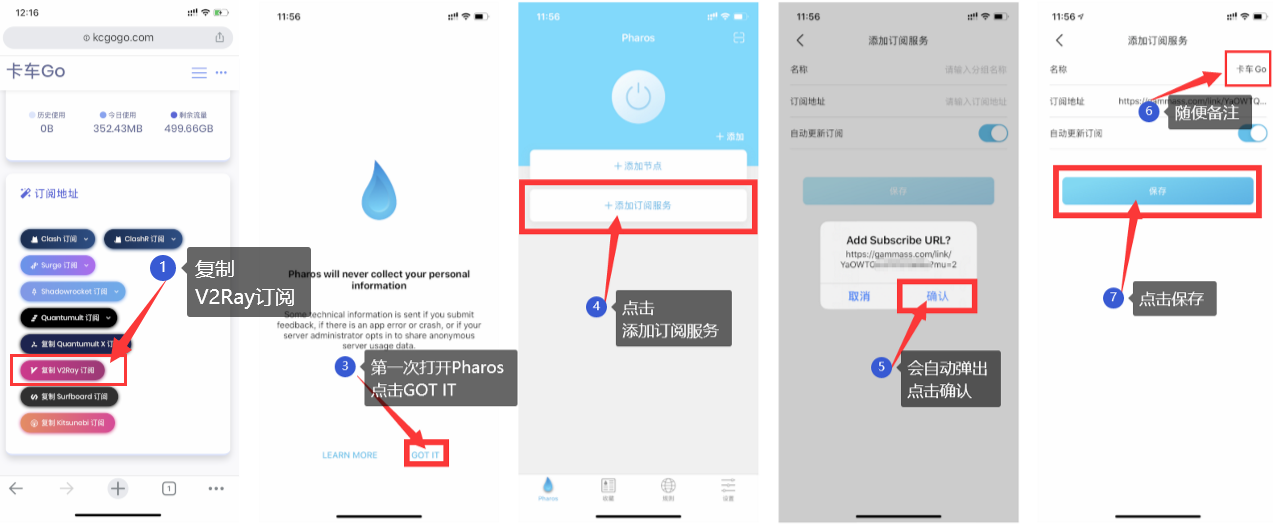 12:16
kcgogo.com
卡车Go
历史使用
今日使用
剩余流量
0B
352.43MB
499.66GB
订阅地址
Clash 订阅
ClashR 订阅
Surge 订阅
Shadowrocket 订阅
Quantumult 订阅
复制 Quantumult X 订
复制 V2Ray 订阅
复制 Surfboard 订阅
复制 Kitsunebi 订阅
1
1
复制
V2Ray订阅
11:56
Pharos will never collect your personal
information
Some technical information is sent if you submit
feedback, if there is an app error or crash, or if your
server administrator opts in to share anonymous
server usage data.
3
第一次打开Pharos
点击GOT IT
LEARN MORE
GOT IT
11:56
Pharos
+ 添加
+ 添加节点
+ 添加订阅服务
4
点击
添加订阅服务
Pharos
收藏
规则
设置
11:56
添加订阅服务
名称
请输入分组名称
订阅地址
请输入订阅地址
自动更新订阅
保存
Add Subscribe URL?
https://gammass.com/link/
YaOWTQ
?mu=2
取消
确认
5
会自动弹出
点击确认
11:56
添加订阅服务
名称
卡车Go
订阅地址
https://gammass.com/link/YaOWTQ...
6
随便备注
自动更新订阅
保存
7
点击保存